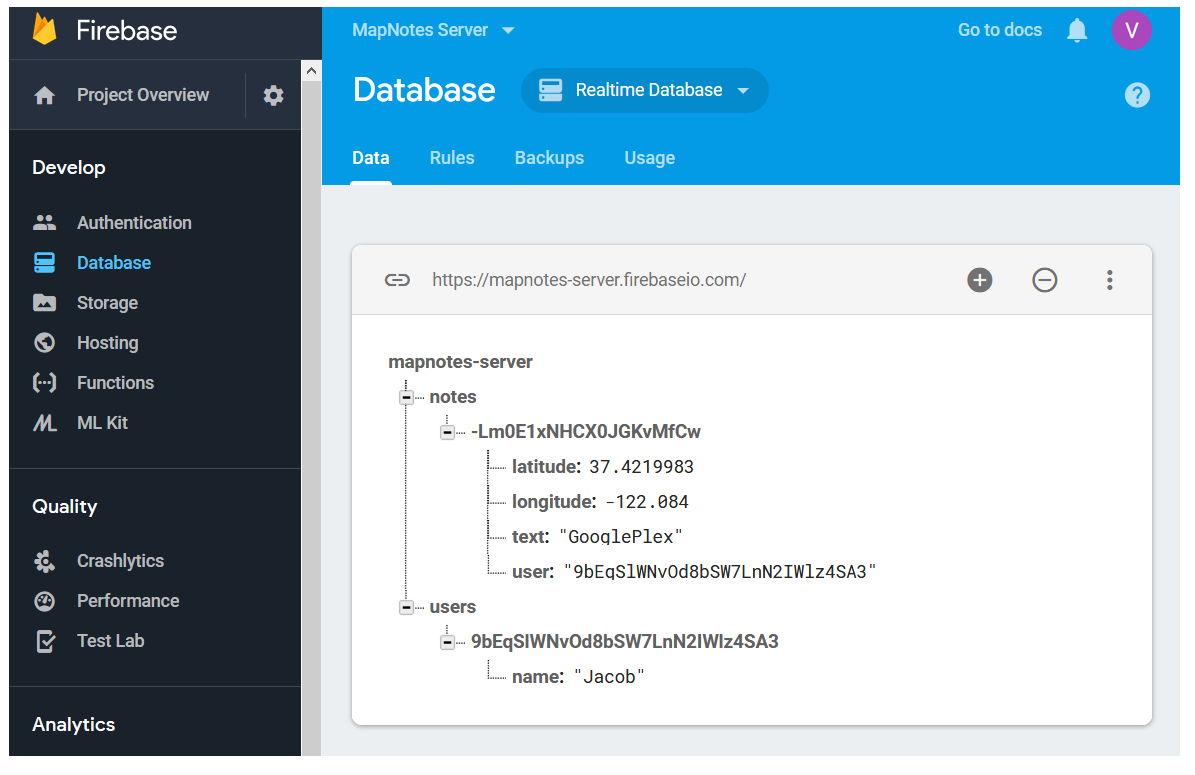 Firebase
Project Overview
Develop
Authentication
Database
Storage
Hosting
Functions
ML Kit
Quality
Crashlytics
Performance
Test Lab
Analytics
MapNotes Server
Go to docs
V
Database
Realtime Database
?
Data Rules Backups Usage
https://mapnotes-server.firebaseio.com/
mapnotes-server
notes
-Lm0E1xNHCX0JGKvMfCw
latitude: 37.4219983
longitude: -122.084
text: "GooglePlex"
user: "9bEqSlWNvOd8bSW7LnN2IWlz4SA3"
users
9bEqSlWNvOd8bSW7LnN2IWlz4SA3
name: "Jacob"